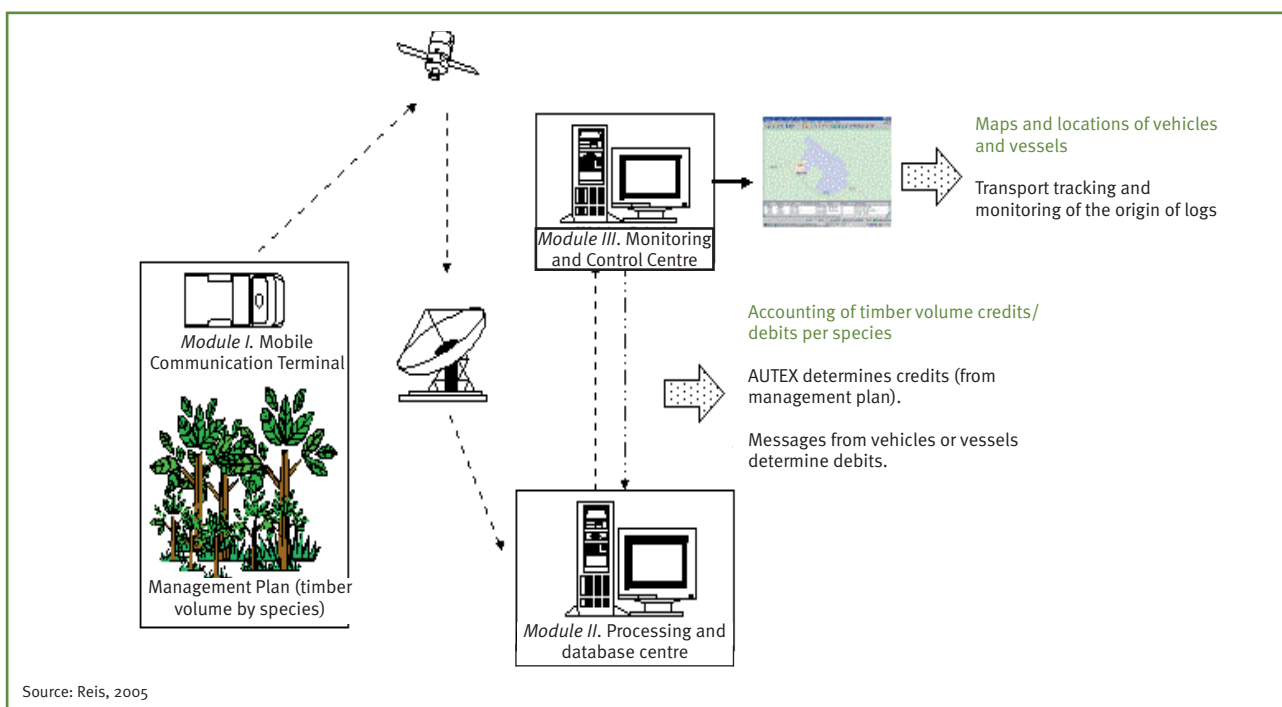 Module III. Monitoring
and Control Centre
Maps and locations of vehicles
and vessels
Transport tracking and
monitoring of the origin of logs
Module I. Mobile
Communication Terminal
Management Plan (timber
volume by species)
Accounting of timber volume credits/
debits per species
AUTEX determines credits (from
management plan).
Messages from vehicles or vessels
determine debits.
Module II. Processing and
database centre
Source: Reis, 2005